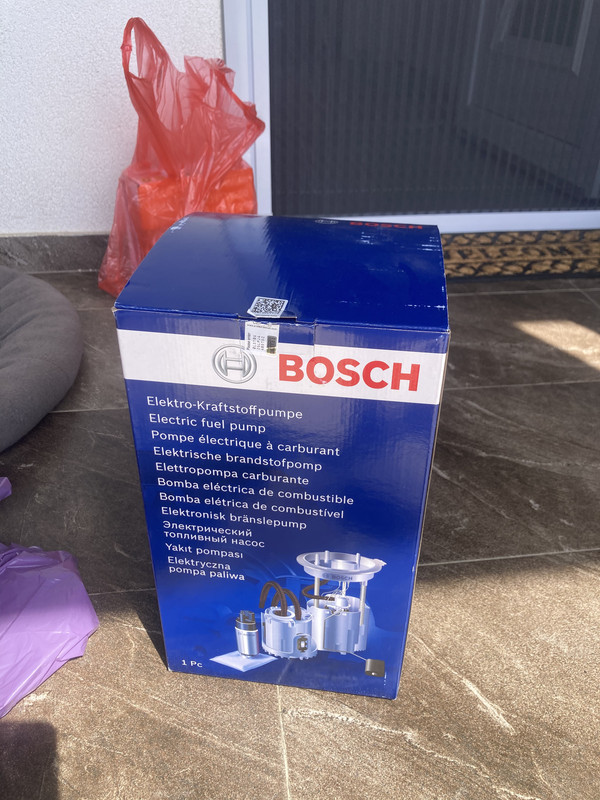 BOSCH
BOSCH
Elektro-Kraftstoffpumpe
Electric fuel pump
Pompe électrique à carburant
Elektrische brandstofpomp
Elettropompa carburante
Bomba eléctrica de combustible
Bomba elétrica de combustível
Elektronisk bränslepump
Электрический
топливный насос
Yakıt pompası
Elektryczna
pompa paliwa
1 Pc